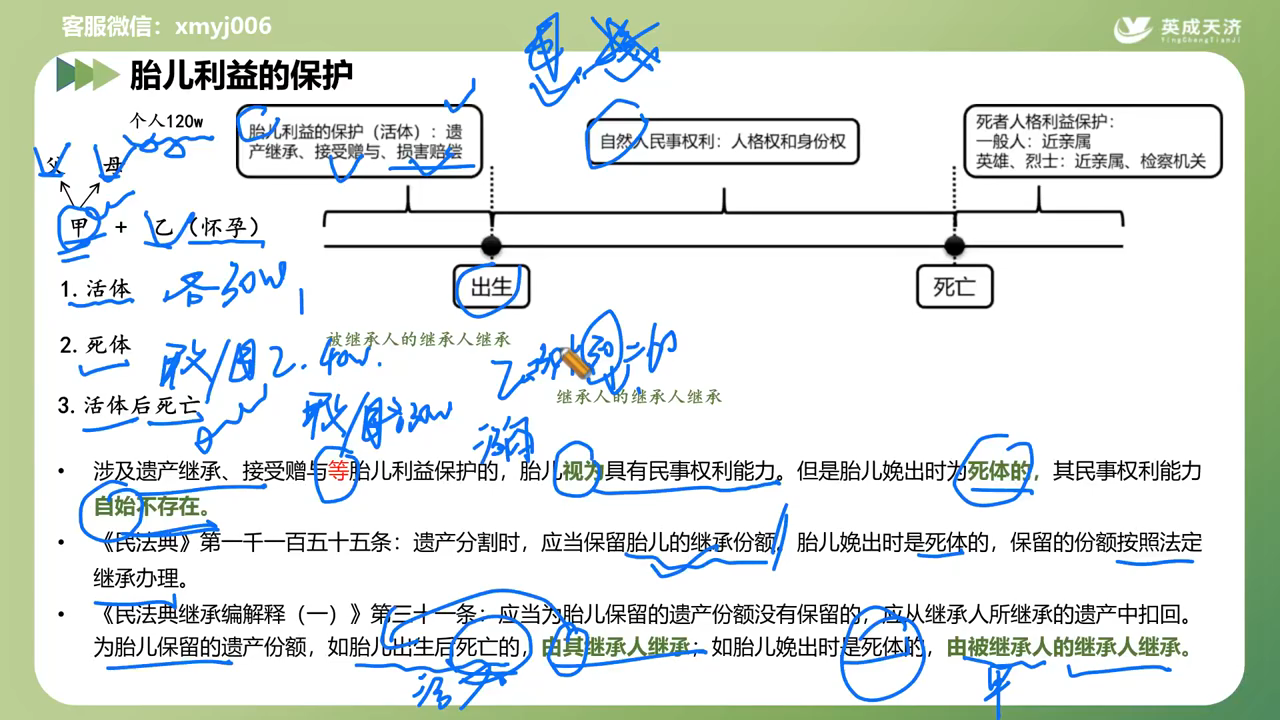 客服微信：xmyj006
英成天济
YingChengTianJi
胎儿利益的保护
个人120w
父 母
甲 + 乙（怀孕）
胎儿利益的保护（活体）：遗
产继承、接受赠与、损害赔偿
自然人民事权利：人格权和身份权
死者人格利益保护：
一般人：近亲属
英雄、烈士：近亲属、检察机关
出生
死亡
1.活体 各30w
2.死体
被继承人的继承人继承
40w.
乙=30+30=60
3.活体后死亡
继承人的继承人继承
30w
• 涉及遗产继承、接受赠与等胎儿利益保护的，胎儿视为具有民事权利能力。但是胎儿娩出时为死体的，其民事权利能力
自始不存在。
• 《民法典》第一千一百五十五条：遗产分割时，应当保留胎儿的继承份额。胎儿娩出时是死体的，保留的份额按照法定
继承办理。
• 《民法典继承编解释（一）》第三十一条：应当为胎儿保留的遗产份额没有保留的，应从继承人所继承的遗产中扣回。
为胎儿保留的遗产份额，如胎儿出生后死亡的，由其继承人继承；如胎儿娩出时是死体的，由被继承人的继承人继承。
甲